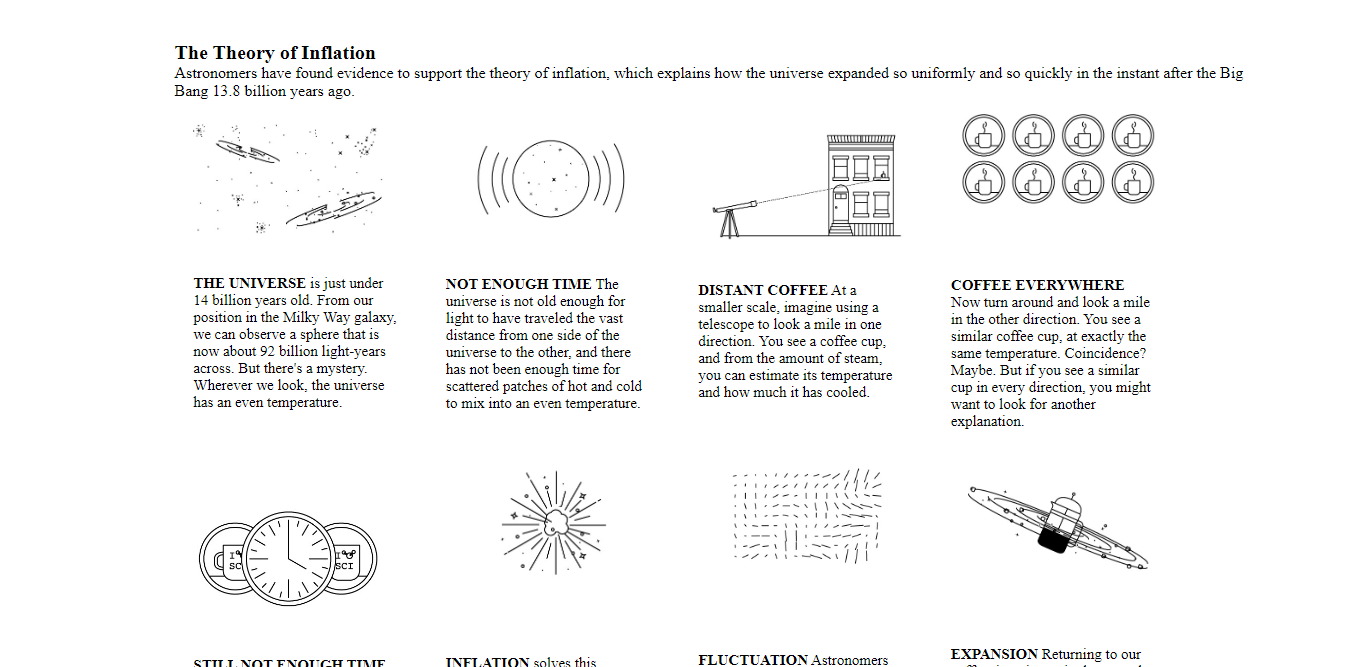 The Theory of Inflation
Astronomers have found evidence to support the theory of inflation, which explains how the universe expanded so uniformly and so quickly in the instant after the Big
Bang 13.8 billion years ago.
THE UNIVERSE is just under
14 billion years old. From our
position in the Milky Way galaxy,
we can observe a sphere that is
now about 92 billion light-years
across. But there's a mystery.
Wherever we look, the universe
has an even temperature.
NOT ENOUGH TIME The
universe is not old enough for
light to have traveled the vast
distance from one side of the
universe to the other, and there
has not been enough time for
scattered patches of hot and cold
to mix into an even temperature.
DISTANT COFFEE At a
smaller scale, imagine using a
telescope to look a mile in one
direction. You see a coffee cup,
and from the amount of steam,
you can estimate its temperature
and how much it has cooled.
COFFEE EVERYWHERE
Now turn around and look a mile
in the other direction. You see a
similar coffee cup, at exactly the
same temperature. Coincidence?
Maybe. But if you see a similar
cup in every direction, you might
want to look for another
explanation.
I
SC
I
SCI
STILL NOT ENOUGH TIME
INFLATION solves this
FLUCTUATION Astronomers
EXPANSION Returning to our